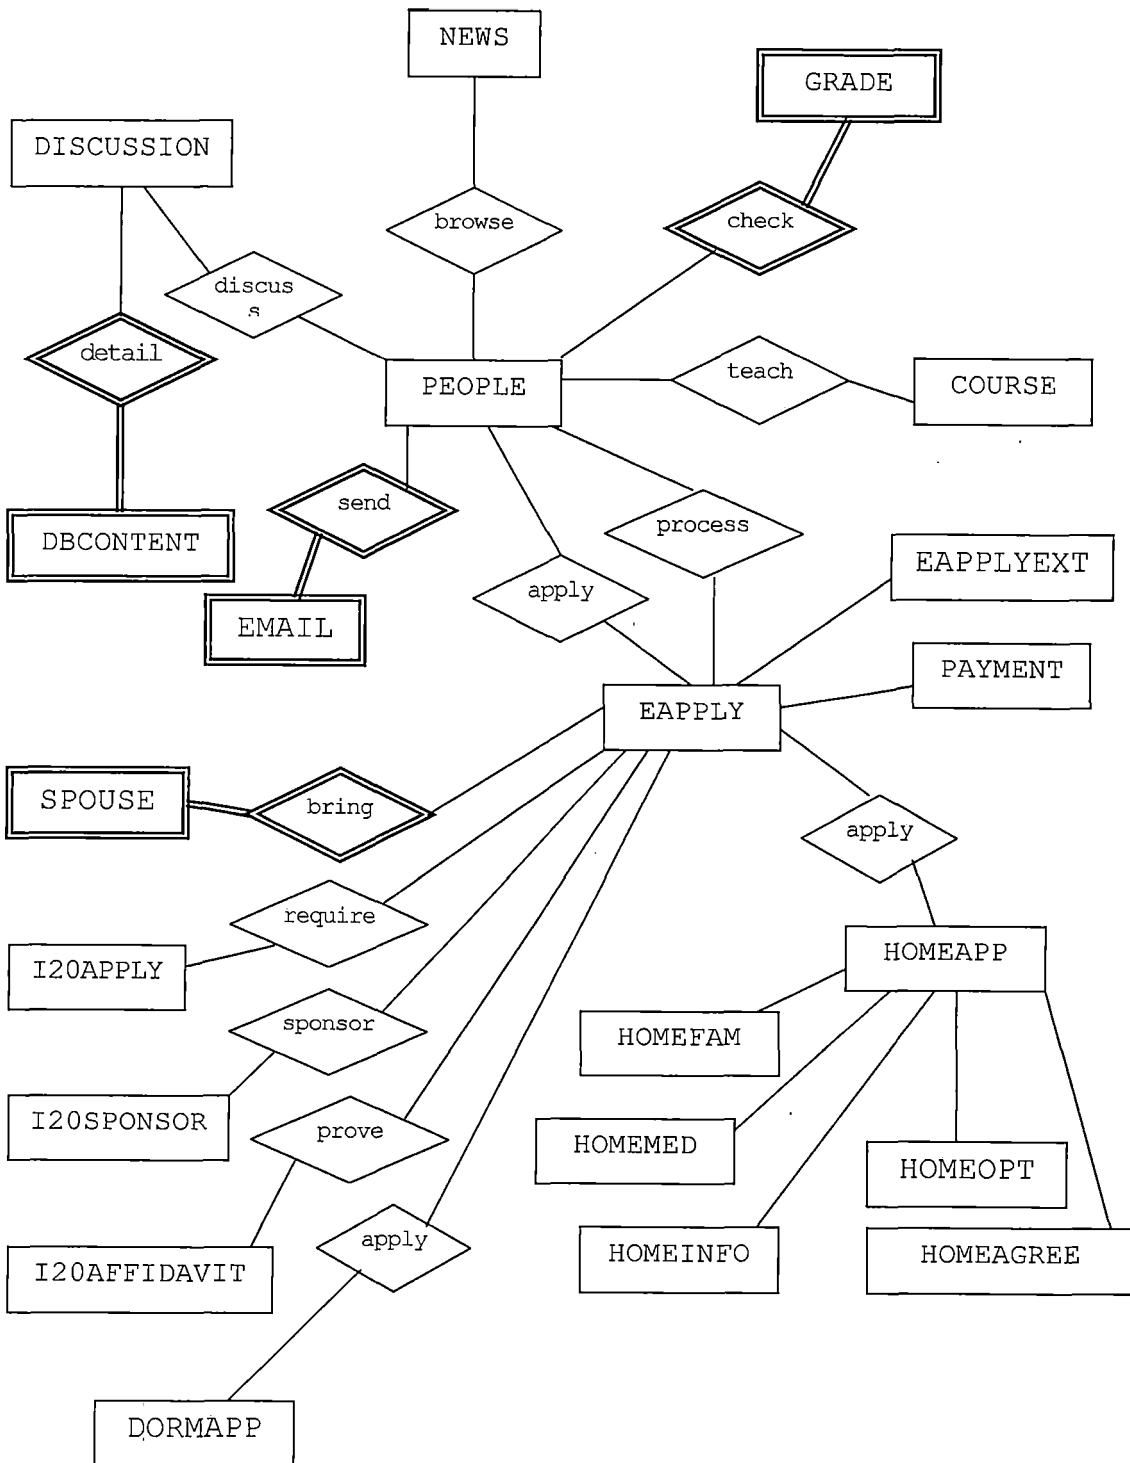 NEWS
GRADE
DISCUSSION
browse
check
discus
s
detail
teach
PEOPLE
COURSE
send
process
DBCONTENT
EAPPLYEXT
apply
EMAIL
PAYMENT
EAPPLY
SPOUSE
bring
apply
require
HOMEAPP
I20APPLY
sponsor
HOMEFAM
I20SPONSOR
prove
HOMEMED
HOMEOPT
apply
HOMEINFO
HOMEAGREE
I20AFFIDAVIT
DORMAPP